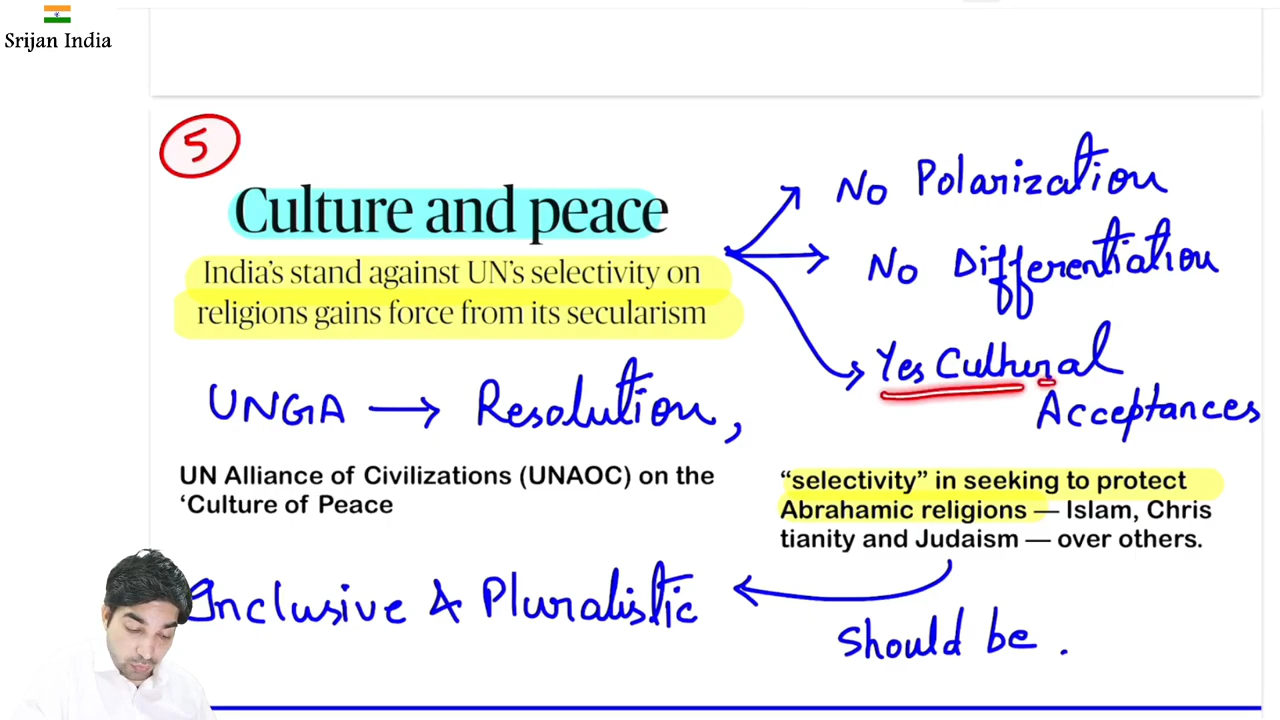 Srijan India
5
Culture and peace
India's stand against UN's selectivity on
religions gains force from its secularism
No Polarization
No Differentiation
Yes Cultural
Acceptances
UNGA → Resolution,
UN Alliance of Civilizations (UNAOC) on the
‘Culture of Peace
“selectivity” in seeking to protect
Abrahamic religions — Islam, Chris
tianity and Judaism — over others.
Inclusive & Pluralistic
Should be .